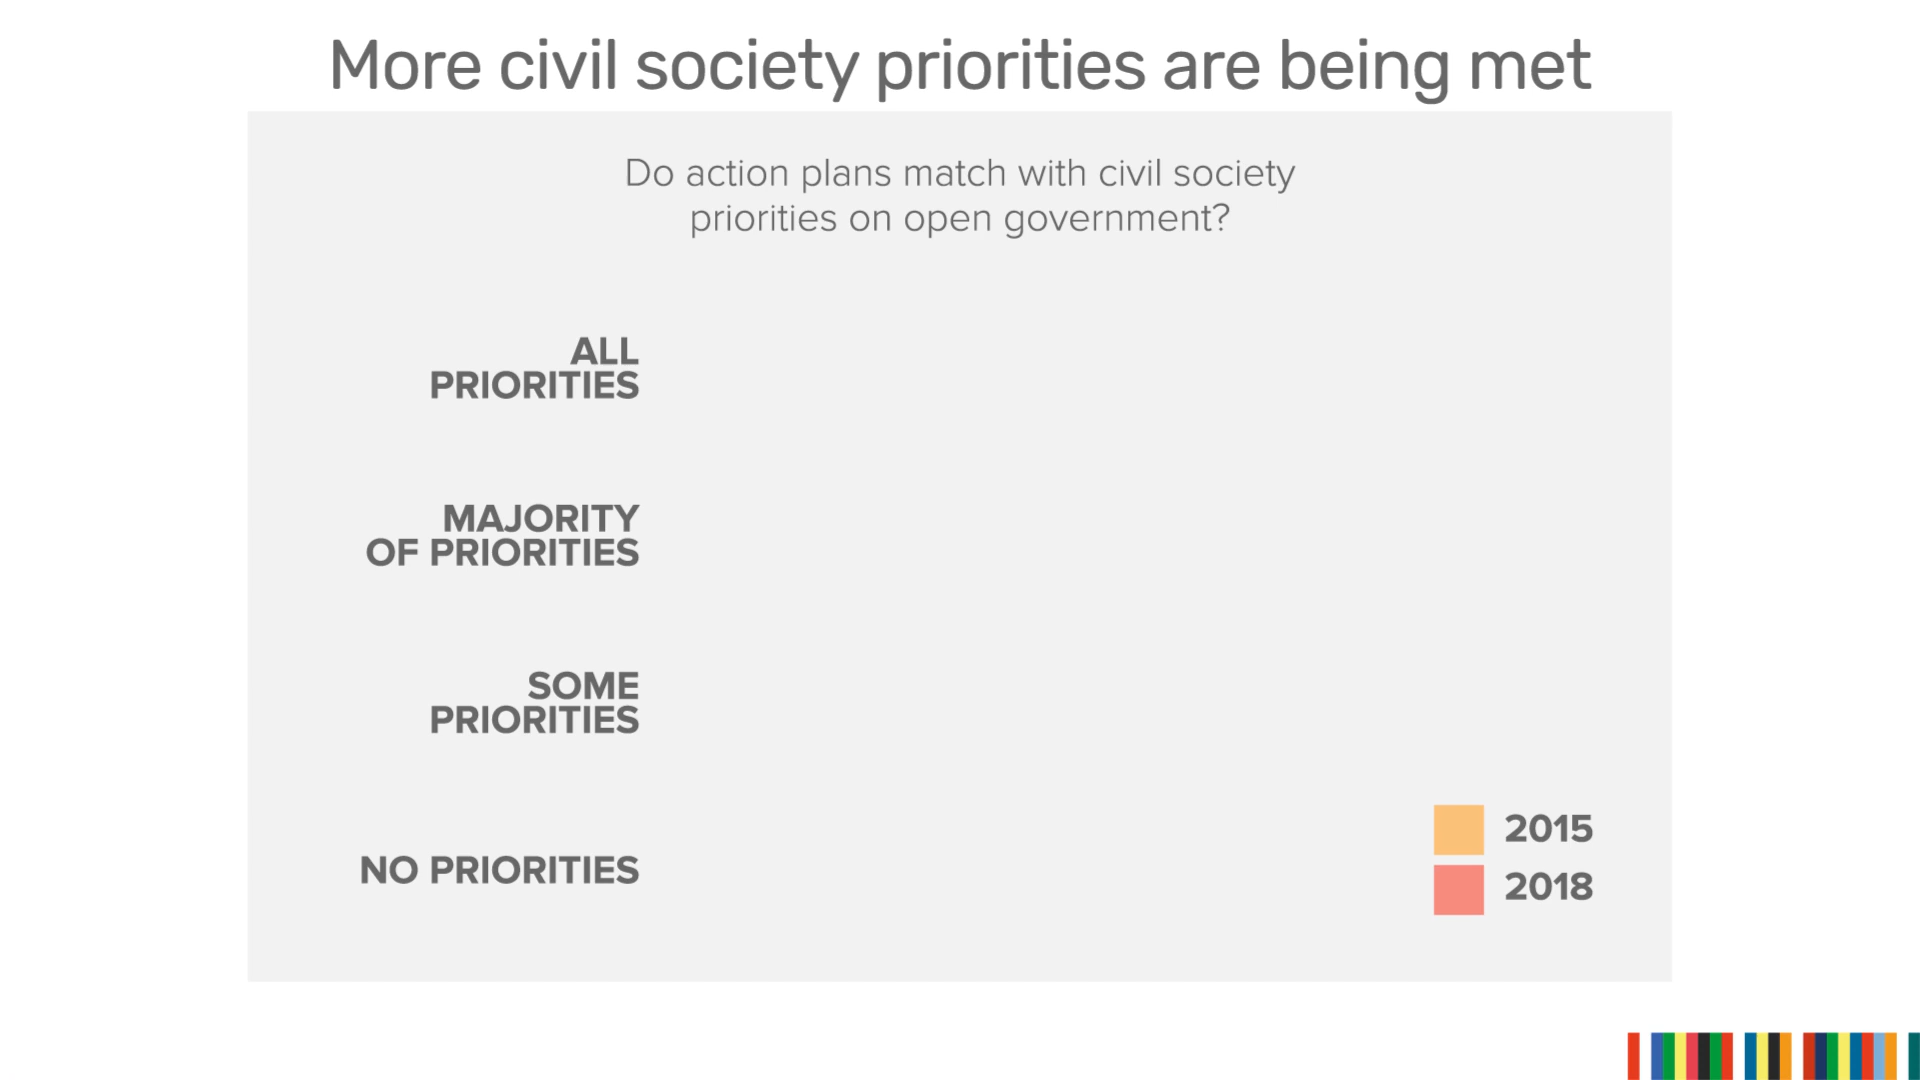 More civil society priorities are being met
Do action plans match with civil society
priorities on open government?
ALL
PRIORITIES
MAJORITY
OF PRIORITIES
SOME
PRIORITIES
NO PRIORITIES
2015
2018